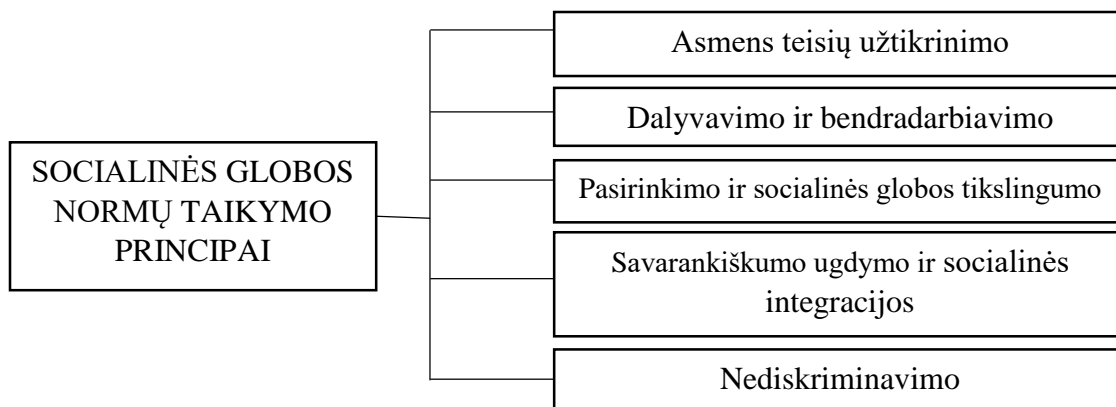 SOCIALINĖS GLOBOS
NORMŲ TAIKYMO
PRINCIPAI
Asmens teisių užtikrinimo
Dalyvavimo ir bendradarbiavimo
Pasirinkimo ir socialinės globos tikslingumo
Savarankiškumo ugdymo ir socialinės
integracijos
Nediskriminavimo